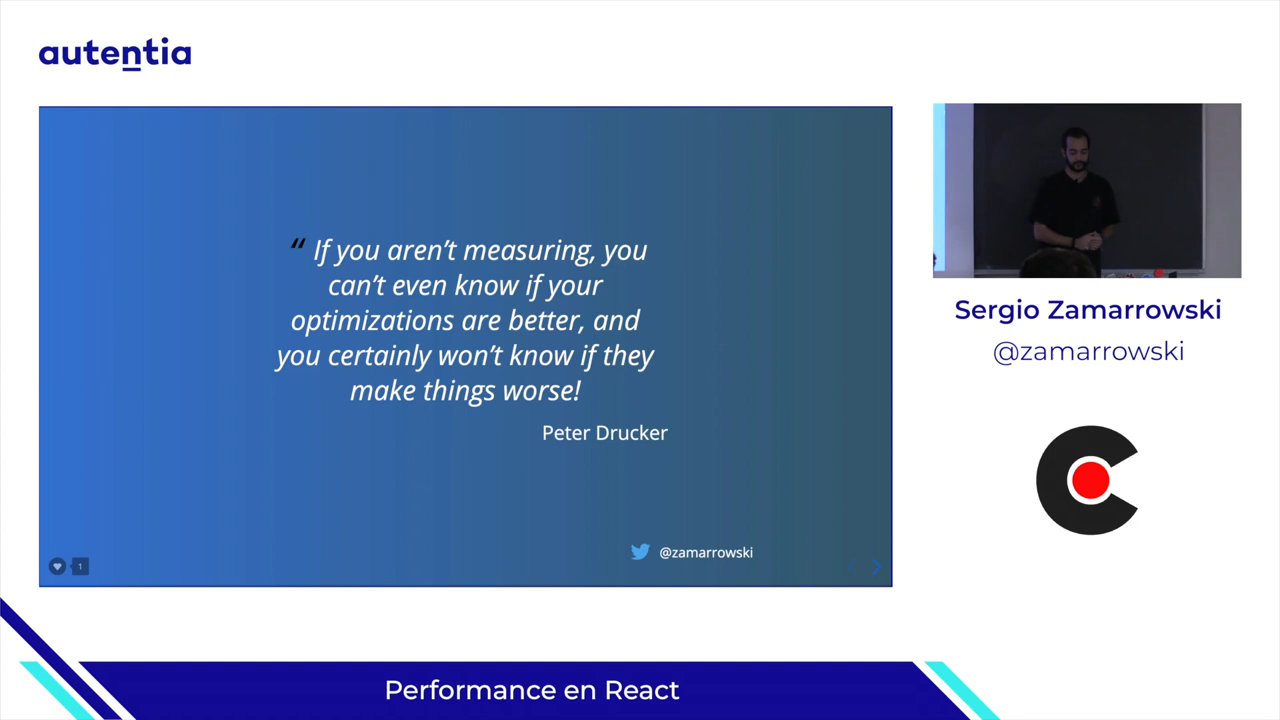 autentia
“ If you aren’t measuring, you
can’t even know if your
optimizations are better, and
you certainly won’t know if they
make things worse!
Peter Drucker
@zamarrowski
1
Sergio Zamarrowski
@zamarrowski
Performance en React